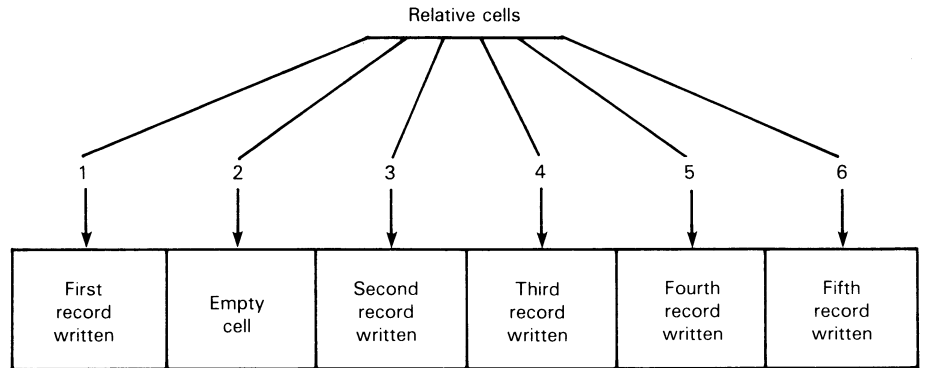 Relative cells
1 2 3 4 5 6
First
record
written
Empty
cell
Second
record
written
Third
record
written
Fourth
record
written
Fifth
record
written